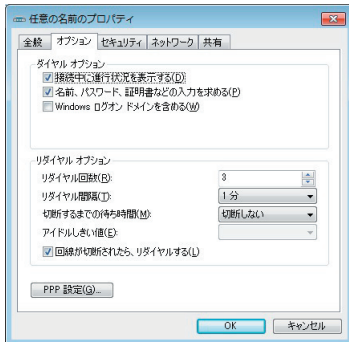 任意の名前のプロパティ
全般 オプション セキュリティ ネットワーク 共有
ダイヤル オプション
接続中に進行状況を表示する(D)
名前、パスワード、証明書などの入力を求める(P)
Windows ログオン ドメインを含める(W)
リダイヤル オプション
リダイヤル回数(R): 3
リダイヤル間隔(T): 1 分
切断するまでの待ち時間(M): 切断しない
アイドルしきい値(E):
回線が切断されたら、リダイヤルする(L)
PPP 設定(G)...
OK キャンセル